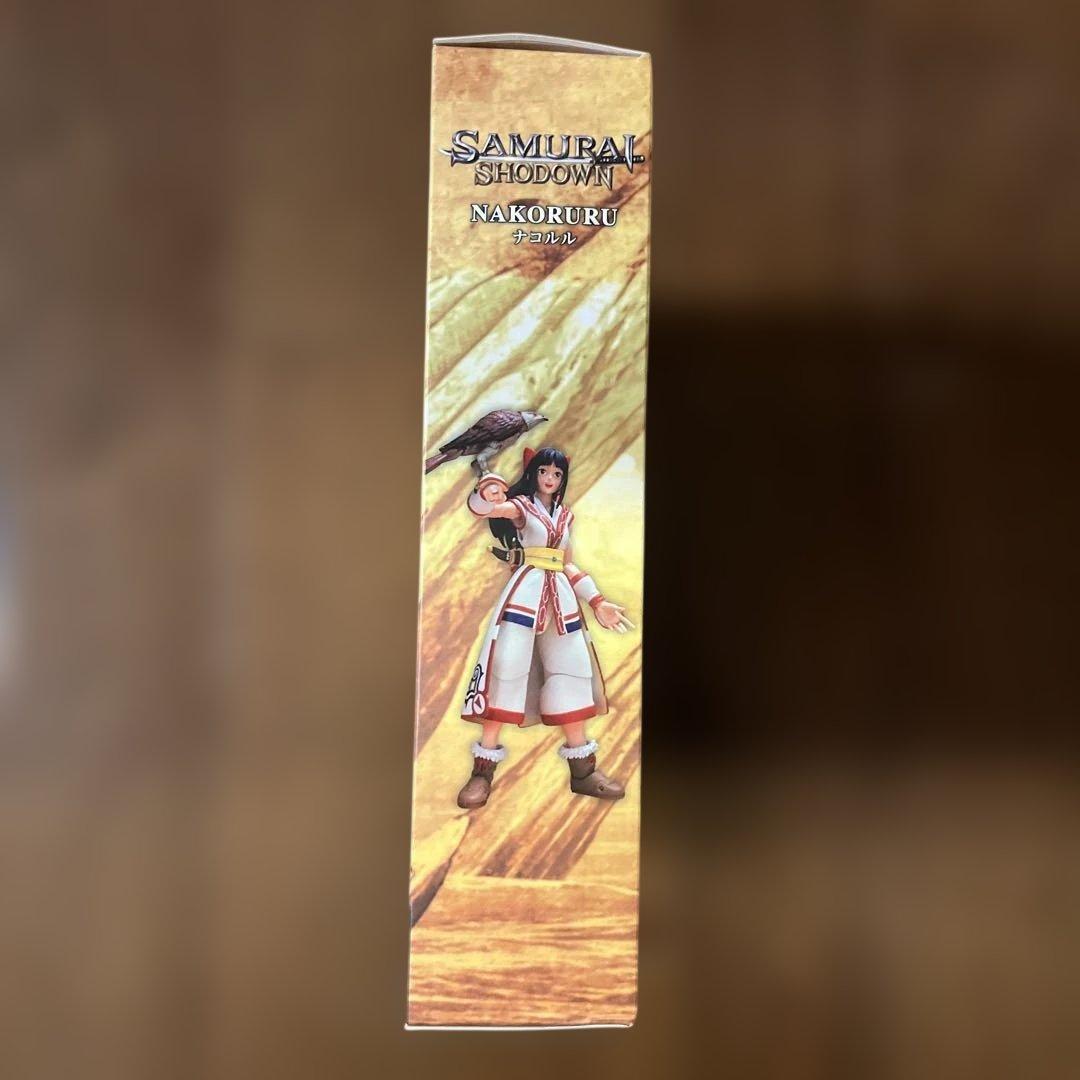 SAMURAI
SHODOWN
NAKORURU
ナコルル